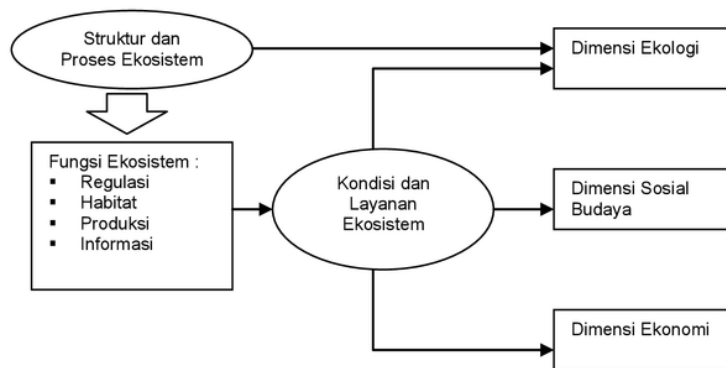 Struktur dan
Proses Ekosistem
Dimensi Ekologi
Fungsi Ekosistem :
▪ Regulasi
▪ Habitat
▪ Produksi
▪ Informasi
Kondisi dan
Layanan
Ekosistem
Dimensi Sosial
Budaya
Dimensi Ekonomi